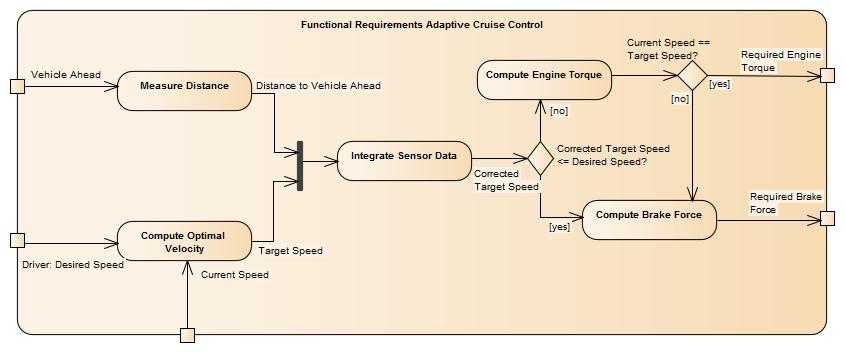 Functional Requirements Adaptive Cruise Control
Current Speed ==
Target Speed?
Required Engine
Torque
Vehicle Ahead
Measure Distance
Distance to Vehicle Ahead
Compute Engine Torque
[yes]
[no]
[no]
Integrate Sensor Data
Corrected Target Speed
<= Desired Speed?
Corrected
Target Speed
Required Brake
Force
Compute Brake Force
[yes]
Compute Optimal
Velocity
Target Speed
Driver: Desired Speed
Current Speed